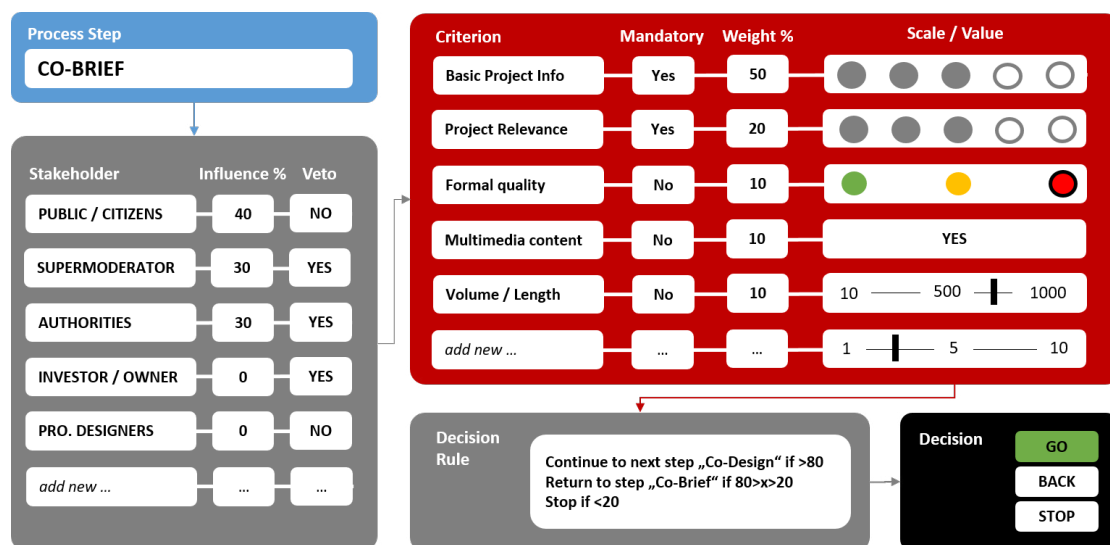 Process Step
CO-BRIEF
Stakeholder Influence % Veto
PUBLIC / CITIZENS 40 NO
SUPERMODERATOR 30 YES
AUTHORITIES 30 YES
INVESTOR / OWNER 0 YES
PRO. DESIGNERS 0 NO
add new ... ... ...
Criterion Mandatory Weight % Scale / Value
Basic Project Info Yes 50
Project Relevance Yes 20
Formal quality No 10
Multimedia content No 10 YES
Volume / Length No 10 10 500 1000
add new ... ... ... 1 5 10
Decision
Rule
Continue to next step „Co-Design“ if >80
Return to step „Co-Brief“ if 80>x>20
Stop if <20
Decision
GO
BACK
STOP